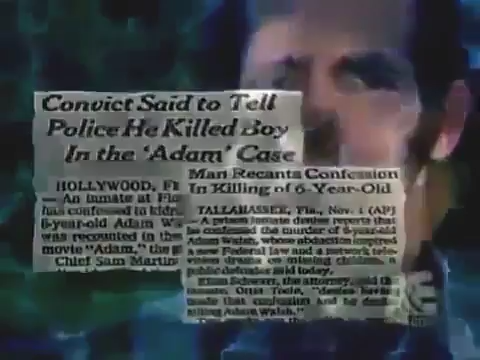 Convict Said to Tell
Police He Killed Boy
In the 'Adam' Case
HOLLYWOOD, Fl
— An inmate at Flo
has confessed to kidn
6-year-old Adam Wa
was recounted in th
movie "Adam," the
Chief Sam Martin
Man Recants Confession
In Killing of 6-Year-Old
TALLAHASSEE, Fla., Nov. 1 (AP)
— A prison inmate denies reports that
he confessed the murder of 6-year-old
Adam Walsh, whose abduction inspired
a new Federal law and a network tele-
vision drama on missing children, a
public defender said today.
Elton Schwarz, the attorney, said the
inmate, Ottis Toole, "denies having
made that confession and he denies
killing Adam Walsh."